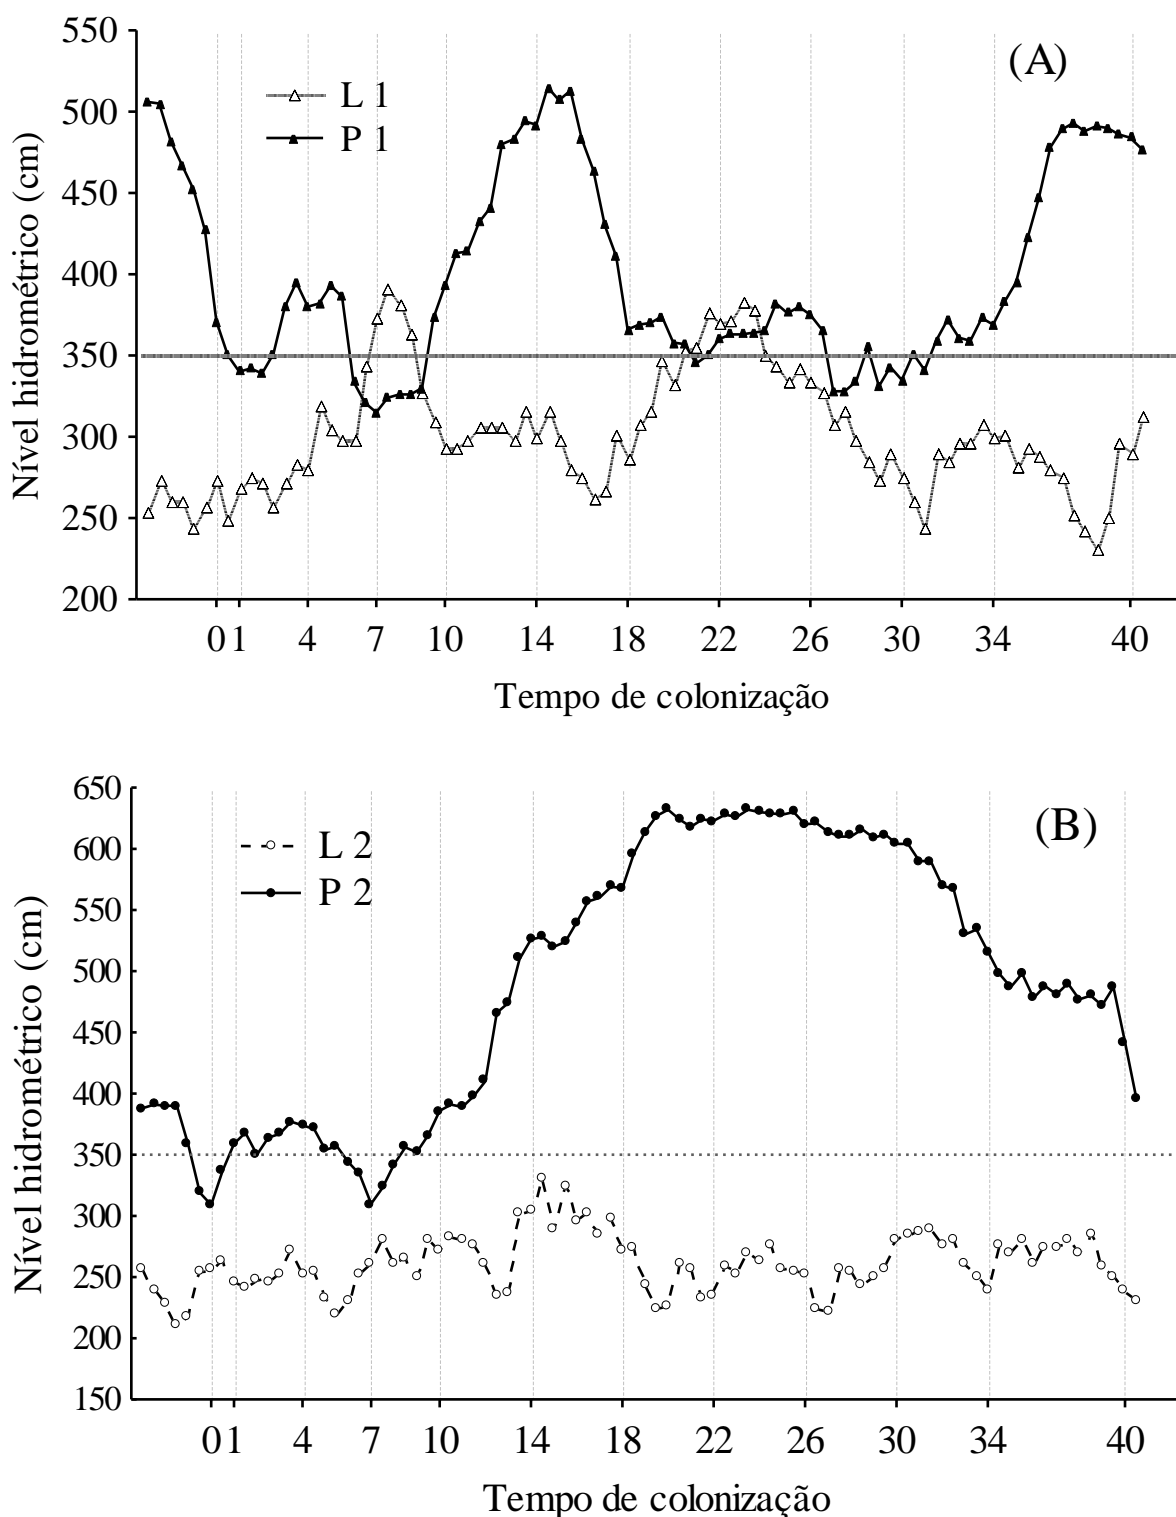 550
500
450
400
350
300
250
200
Nível hidrométrico (cm)
(A)
L 1
P 1
0 1 4 7 10 14 18 22 26 30 34 40
Tempo de colonização
650
600
550
500
450
400
350
300
250
200
150
Nível hidrométrico (cm)
(B)
L 2
P 2
0 1 4 7 10 14 18 22 26 30 34 40
Tempo de colonização